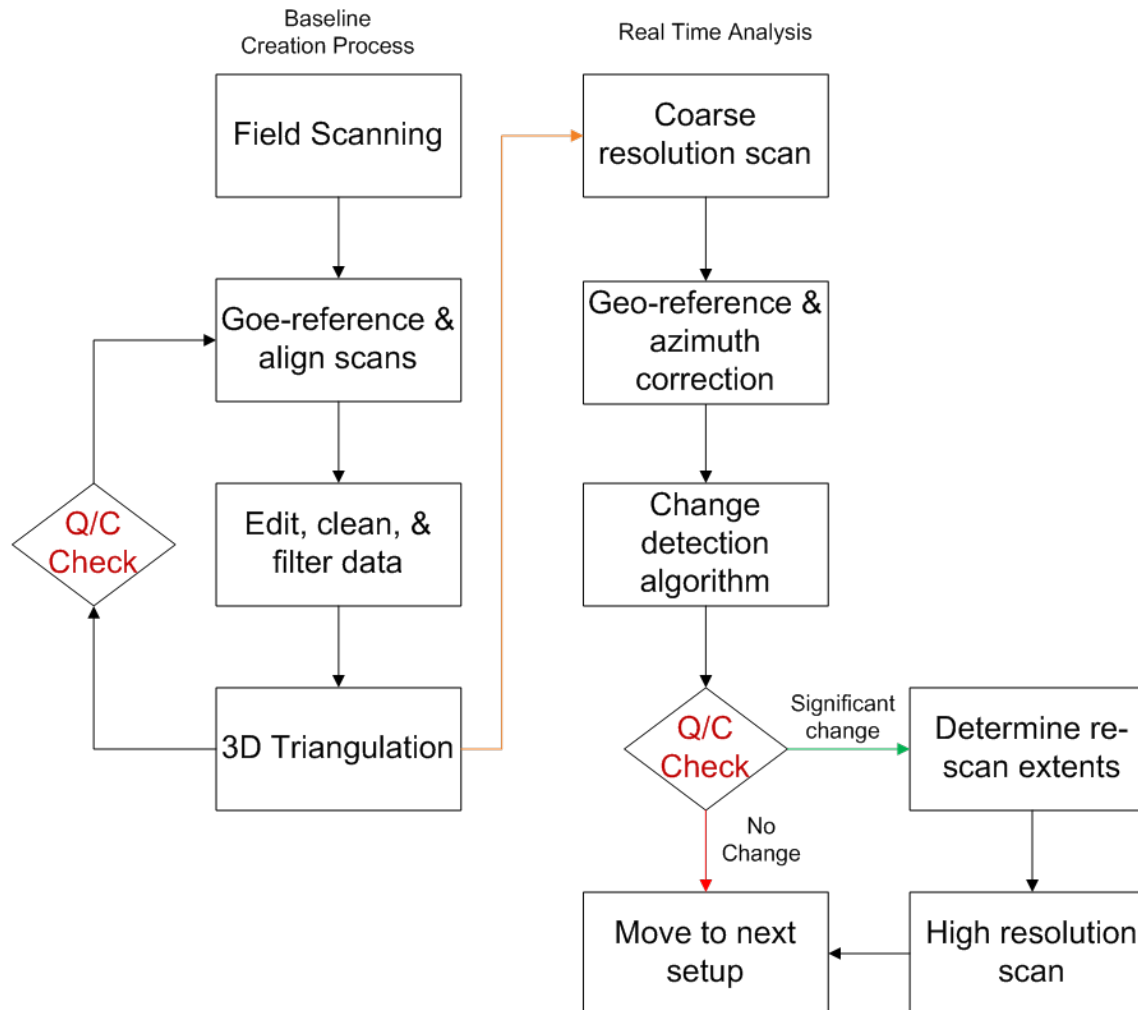 Baseline
Creation Process
Real Time Analysis
Field Scanning
Coarse
resolution scan
Goe-reference &
align scans
Geo-reference &
azimuth
correction
Q/C
Check
Edit, clean, &
filter data
Change
detection
algorithm
3D Triangulation
Q/C
Check
Significant
change
Determine re-
scan extents
No
Change
Move to next
setup
High resolution
scan